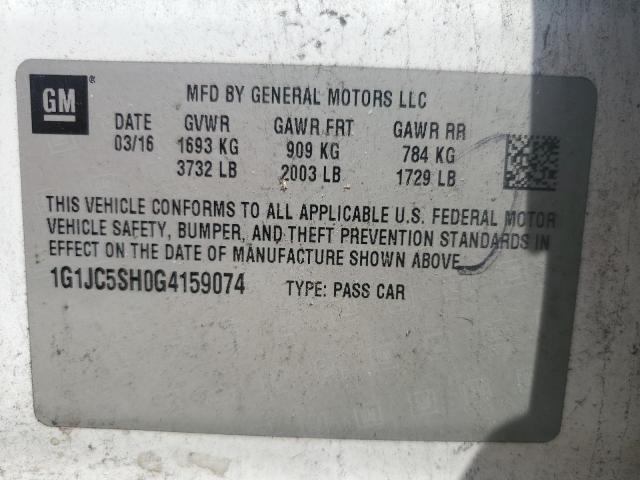 GM ®
MFD BY GENERAL MOTORS LLC
DATE GVWR GAWR FRT GAWR RR
03/16 1693 KG 909 KG 784 KG
3732 LB 2003 LB 1729 LB
THIS VEHICLE CONFORMS TO ALL APPLICABLE U.S. FEDERAL MOTOR
VEHICLE SAFETY, BUMPER, AND THEFT PREVENTION STANDARDS IN
EFFECT ON THE DATE OF MANUFACTURE SHOWN ABOVE.
1G1JC5SH0G4159074 TYPE: PASS CAR